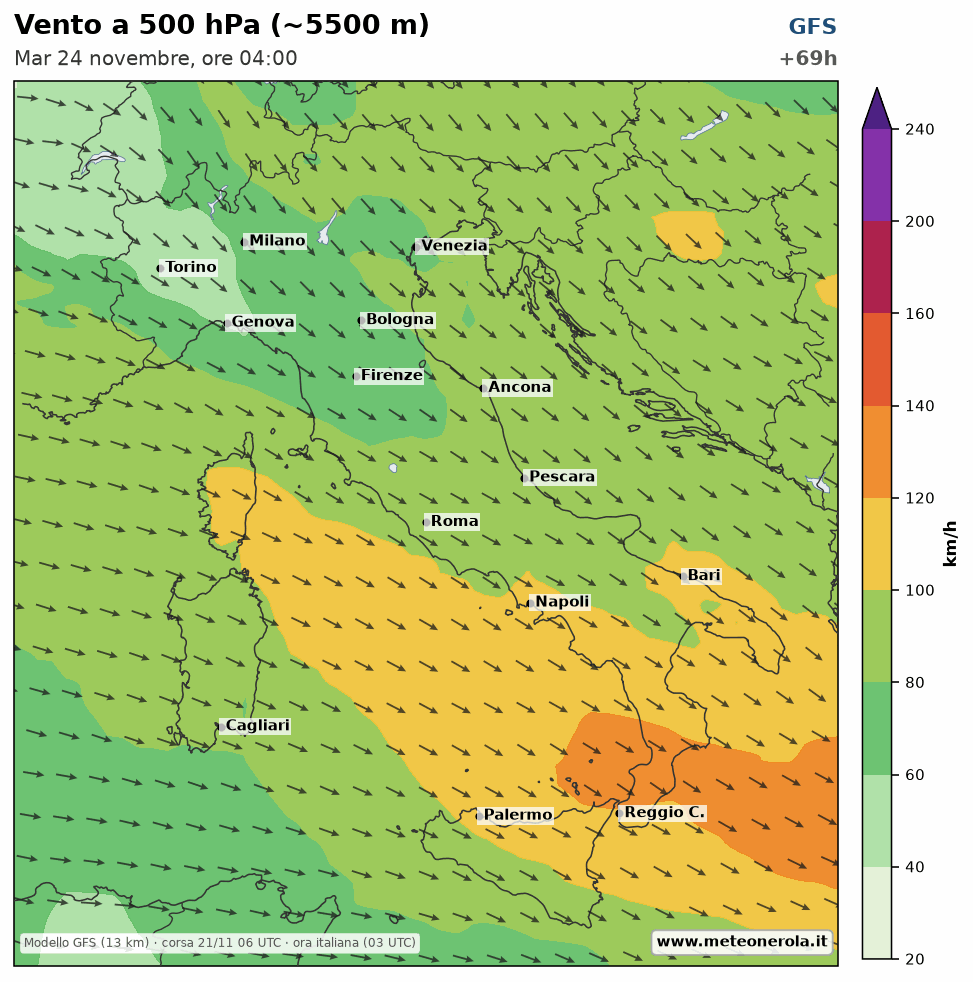 Vento a 500 hPa (~5500 m)
GFS
Mar 24 novembre, ore 04:00
+69h
240
220
200
160
140
120
100
80
60
40
20
km/h
Milano
Venezia
Torino
Genova
Bologna
Firenze
Ancona
Pescara
Roma
Bari
Napoli
Cagliari
Palermo
Reggio C.
Modello GFS (13 km) · corsa 21/11 06 UTC · ora italiana (03 UTC)
www.meteonerola.it